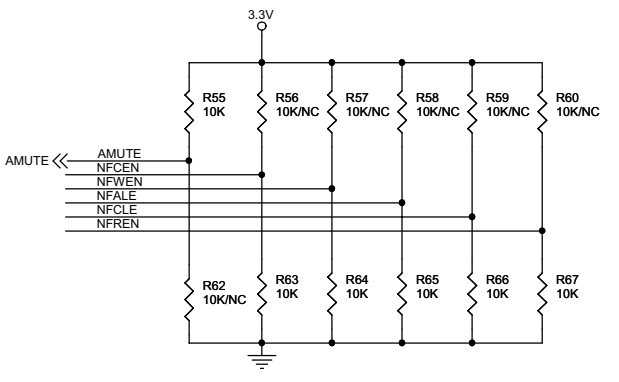 3.3V
R55
10K
R56
10K/NC
R57
10K/NC
R58
10K/NC
R59
10K/NC
R60
10K/NC
AMUTE
AMUTE
NFCEN
NFWEN
NFALE
NFCLE
NFREN
R62
10K/NC
R63
10K
R64
10K
R65
10K
R66
10K
R67
10K